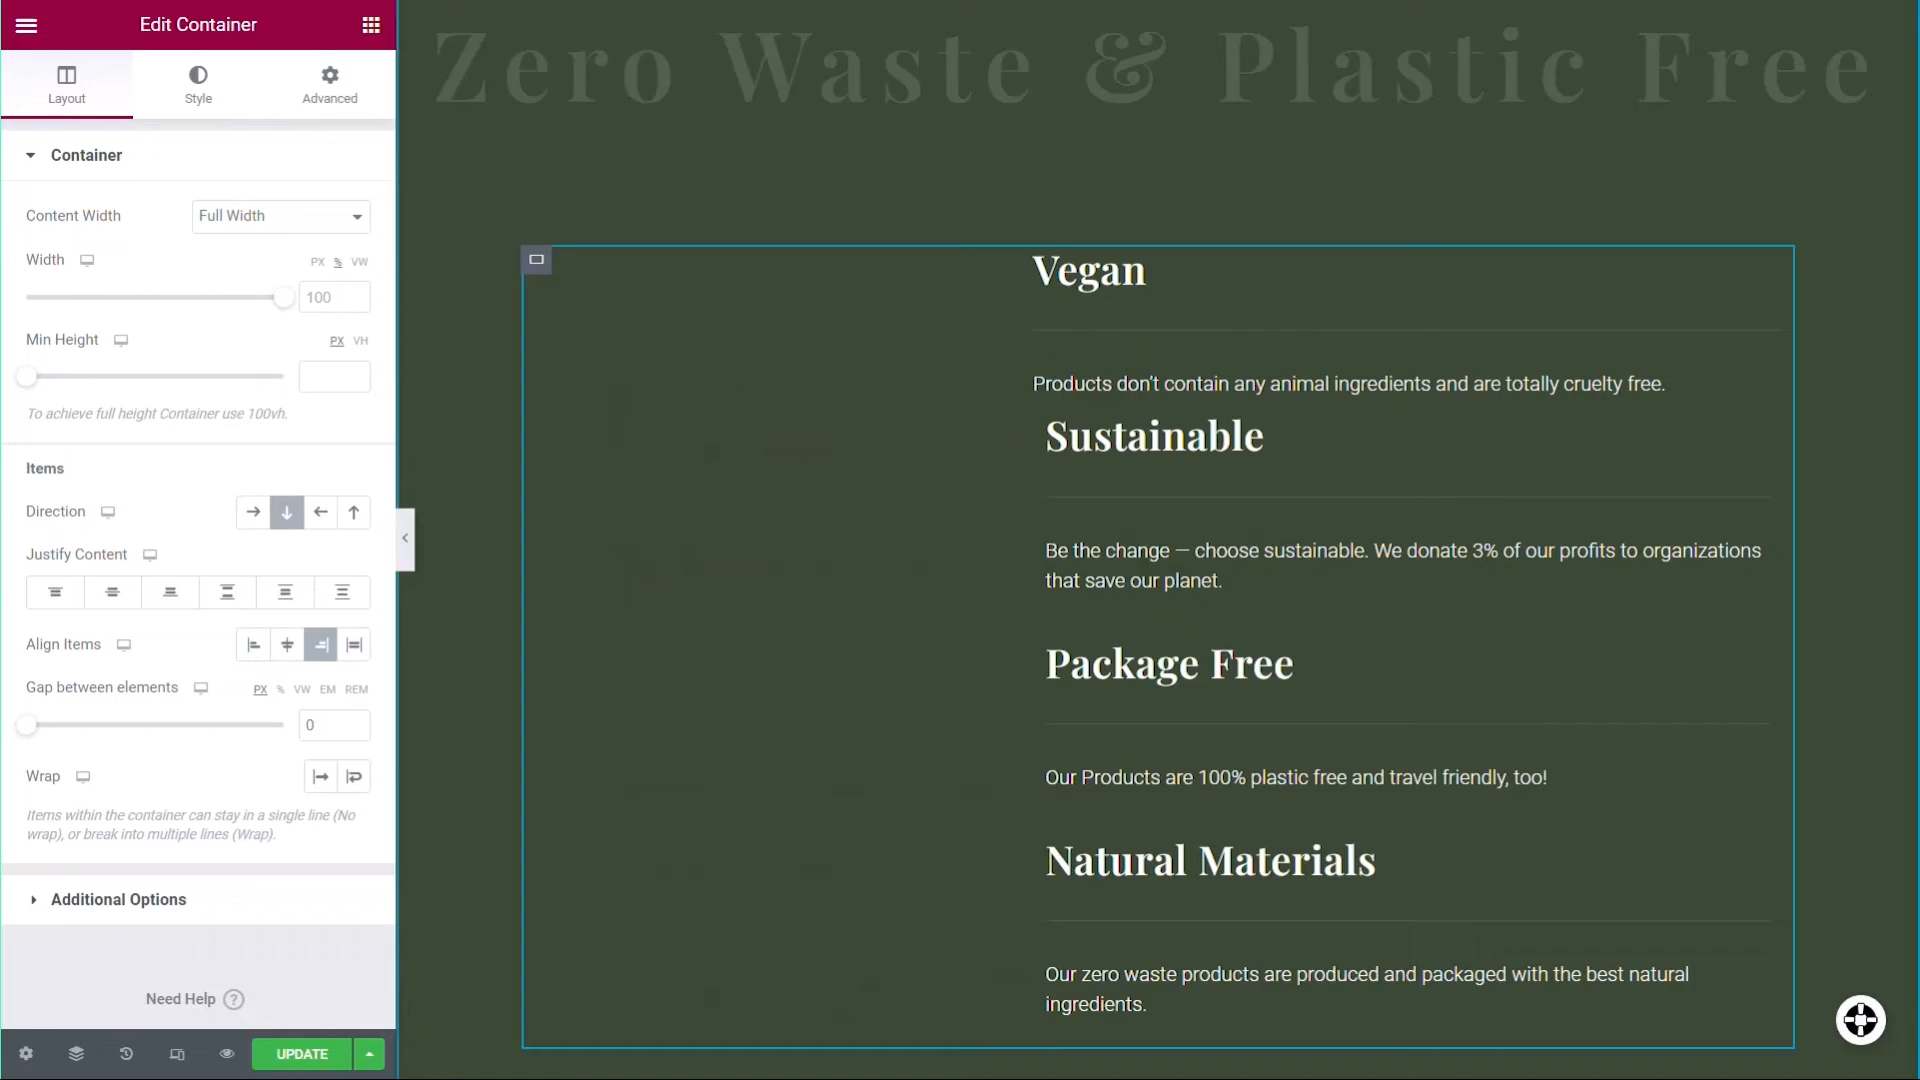 Edit Container
Zero Waste & Plastic Free
Layout
Style
Advanced
Container
Content Width
Full Width
Width
PX % VW
100
Min Height
PX VH
To achieve full height Container use 100vh.
Items
Direction
Justify Content
Align Items
Gap between elements
PX % VW EM REM
0
Wrap
Items within the container can stay in a single line (No
wrap), or break into multiple lines (Wrap).
Additional Options
Need Help ?
UPDATE
Vegan
Products don't contain any animal ingredients and are totally cruelty free.
Sustainable
Be the change — choose sustainable. We donate 3% of our profits to organizations
that save our planet.
Package Free
Our Products are 100% plastic free and travel friendly, too!
Natural Materials
Our zero waste products are produced and packaged with the best natural
ingredients.